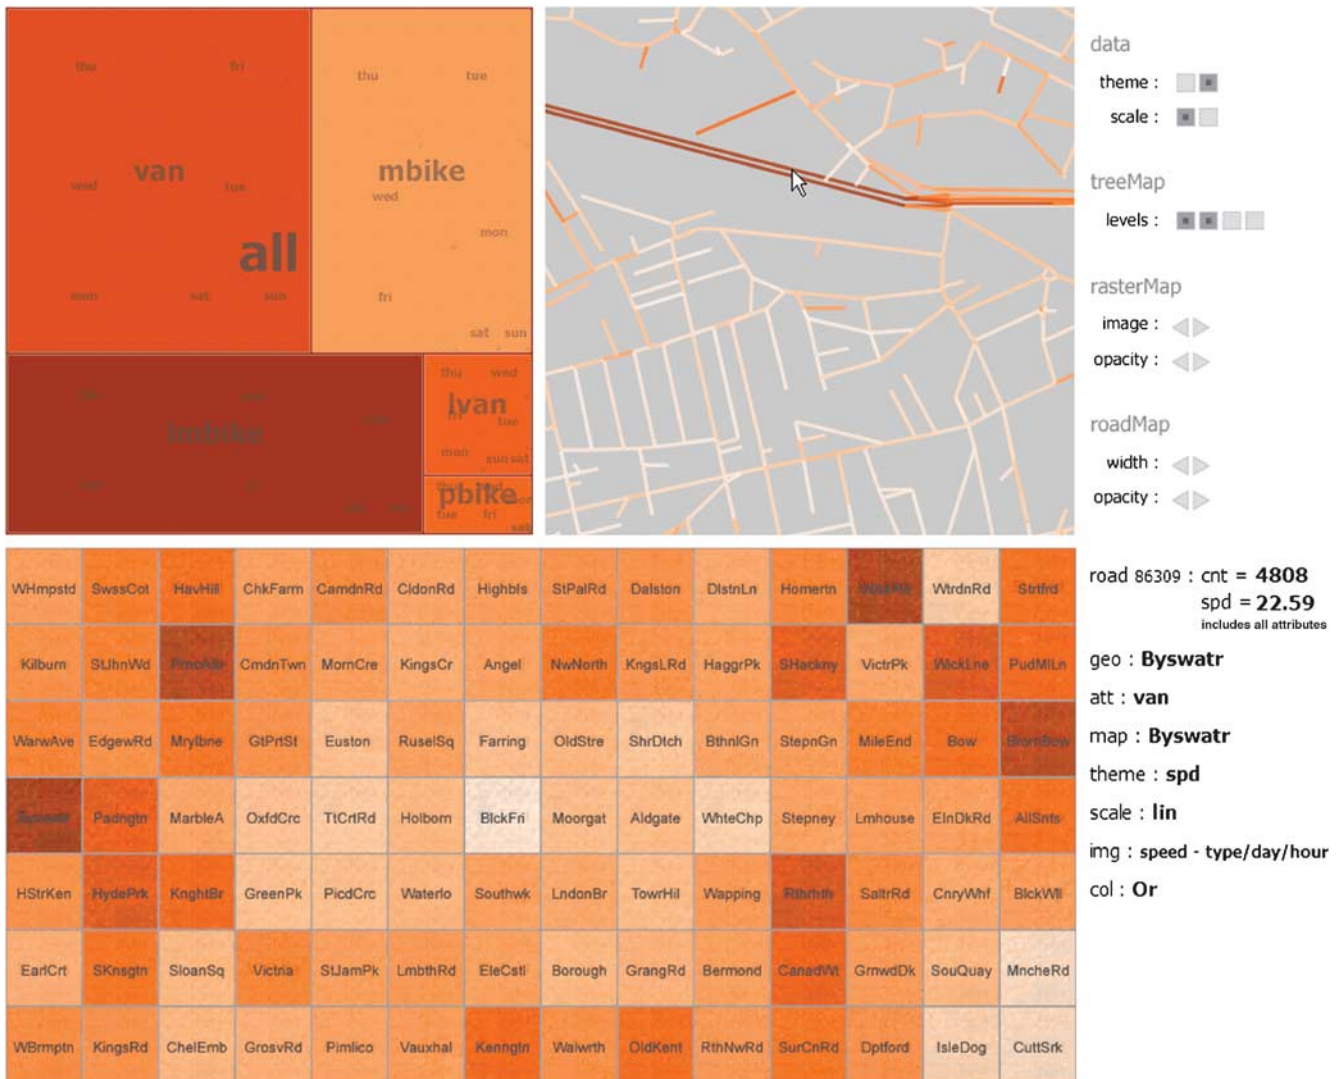 thu fri
van
wed tue
all
mon sat sun
thu tue
mbike
wed
mon
fri
sat sun
lmbike
thu wed
lvan
fri tue
mon sun sat
thu wed
pbike
mon
tue fri
sat
data
theme :
scale :
treeMap
levels :
rasterMap
image :
opacity :
roadMap
width :
opacity :
WHmpstd SwssCot HavHill ChkFarm CamdnRd CldonRd Highbls StPalRd Dalston DlstnLn Homertn WtrdnRd Strtfrd
Kilburn StJhnWd CmdnTwn MornCre KingsCr Angel NwNorth KngsLRd HaggrPk SHackny VictrPk WickLne PudMlLn
WarwAve EdgewRd Mrylbne GtPrtSt Euston RuselSq Farring OldStre ShrDtch BthnlGn StepnGn MileEnd Bow
Padngtn MarbleA OxfdCrc TtCrtRd Holborn BlckFri Moorgat Aldgate WhteChp Stepney Lmhouse ElnDkRd AllSnts
HStrKen HydePrk KnghtBr GreenPk PicdCrc Waterlo Southwk LndonBr TowrHil Wapping SaltrRd CnryWhf BlckWll
EarlCrt SKnsgtn SloanSq Victria StJamPk LmbthRd EleCstl Borough GrangRd Bermond CanadWt GrnwdDk SouQuay MncheRd
WBrmptn KingsRd ChelEmb GrosvRd Pimlico Vauxhal Kenngtn Walwrth OldKent RthNwRd SurCnRd Dptford IsleDog CuttSrk
road 86309 : cnt = 4808
spd = 22.59
includes all attributes
geo : Byswatr
att : van
map : Byswatr
theme : spd
scale : lin
img : speed - type/day/hour
col : Or